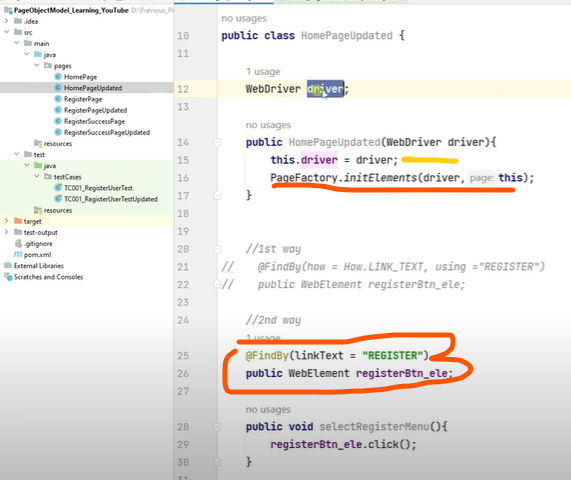 PageObjectModel_Learning_YouTube D:\Previous_P
.idea
src
main
java
pages
HomePage
HomePageUpdated
RegisterPage
RegisterPageUpdated
RegisterSuccessPage
RegisterSuccessPageUpdated
resources
test
java
testCases
TC001_RegisterUserTest
TC001_RegisterUserTestUpdated
resources
target
test-output
.gitignore
pom.xml
External Libraries
Scratches and Consoles
no usages
10 public class HomePageUpdated {
11
1 usage
12 WebDriver driver;
13
no usages
14 public HomePageUpdated(WebDriver driver){
15 this.driver = driver;
16 PageFactory.initElements(driver, page: this);
17 }
18
19
20 //1st way
21 // @FindBy(how = How.LINK_TEXT, using ="REGISTER")
22 // public WebElement registerBtn_ele;
23
24 //2nd way
1 usage
25 @FindBy(linkText = "REGISTER")
26 public WebElement registerBtn_ele;
27
no usages
28 public void selectRegisterMenu(){
29 registerBtn_ele.click();
30 }
31